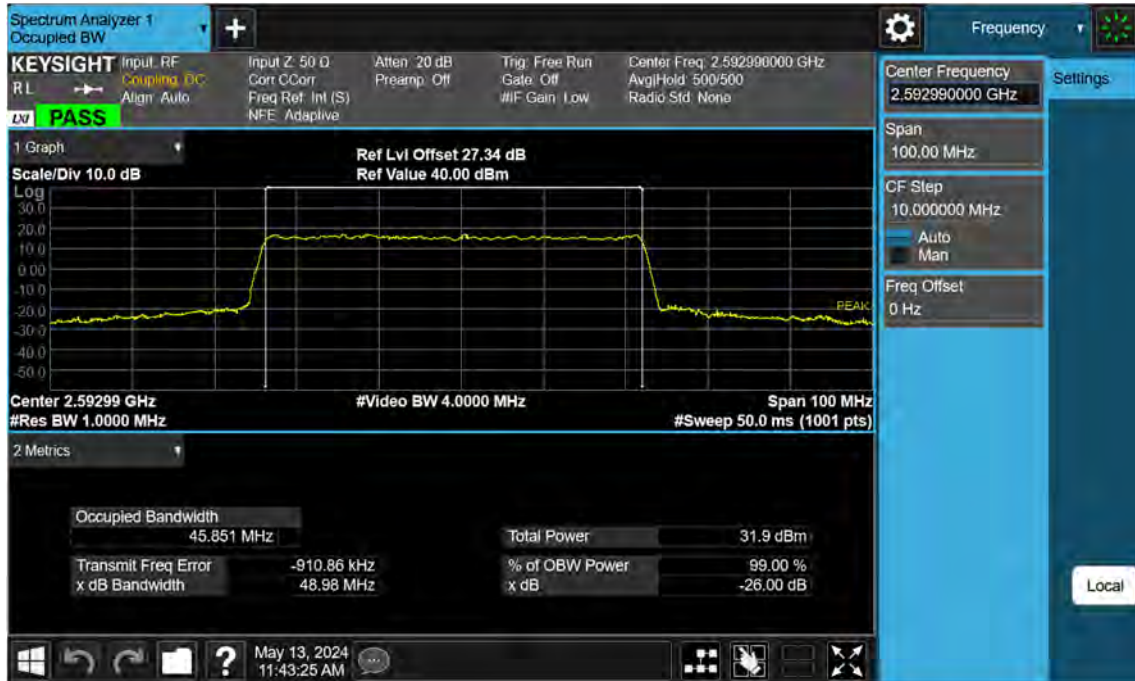 Spectrum Analyzer 1
Occupied BW
+
Frequency
KEYSIGHT
RL
LXI PASS
Input: RF
Coupling: DC
Align: Auto
Input Z: 50 Ω
Corr CCorr
Freq Ref: Int (S)
NFE: Adaptive
Atten: 20 dB
Preamp: Off
Trig: Free Run
Gate: Off
#IF Gain: Low
Center Freq: 2.592990000 GHz
Avg|Hold: 500/500
Radio Std: None
1 Graph
Scale/Div 10.0 dB
Ref Lvl Offset 27.34 dB
Ref Value 40.00 dBm
Log
30.0
20.0
10.0
0.00
-10.0
-20.0
-30.0
-40.0
-50.0
PEAK
Center 2.59299 GHz
#Video BW 4.0000 MHz
Span 100 MHz
#Res BW 1.0000 MHz
#Sweep 50.0 ms (1001 pts)
2 Metrics
Occupied Bandwidth
45.851 MHz
Total Power 31.9 dBm
Transmit Freq Error -910.86 kHz
% of OBW Power 99.00 %
x dB Bandwidth 48.98 MHz
x dB -26.00 dB
Center Frequency
2.592990000 GHz
Settings
Span
100.00 MHz
CF Step
10.000000 MHz
Auto
Man
Freq Offset
0 Hz
Local
?
May 13, 2024
11:43:25 AM